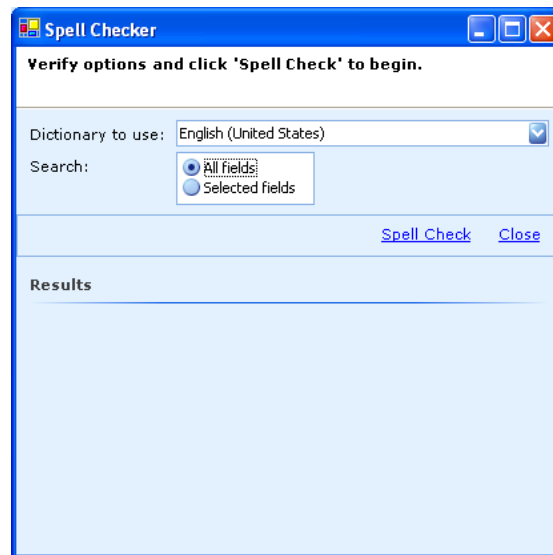 Spell Checker
Verify options and click 'Spell Check' to begin.
Dictionary to use: English (United States)
Search: All fields
Selected fields
Spell Check Close
Results